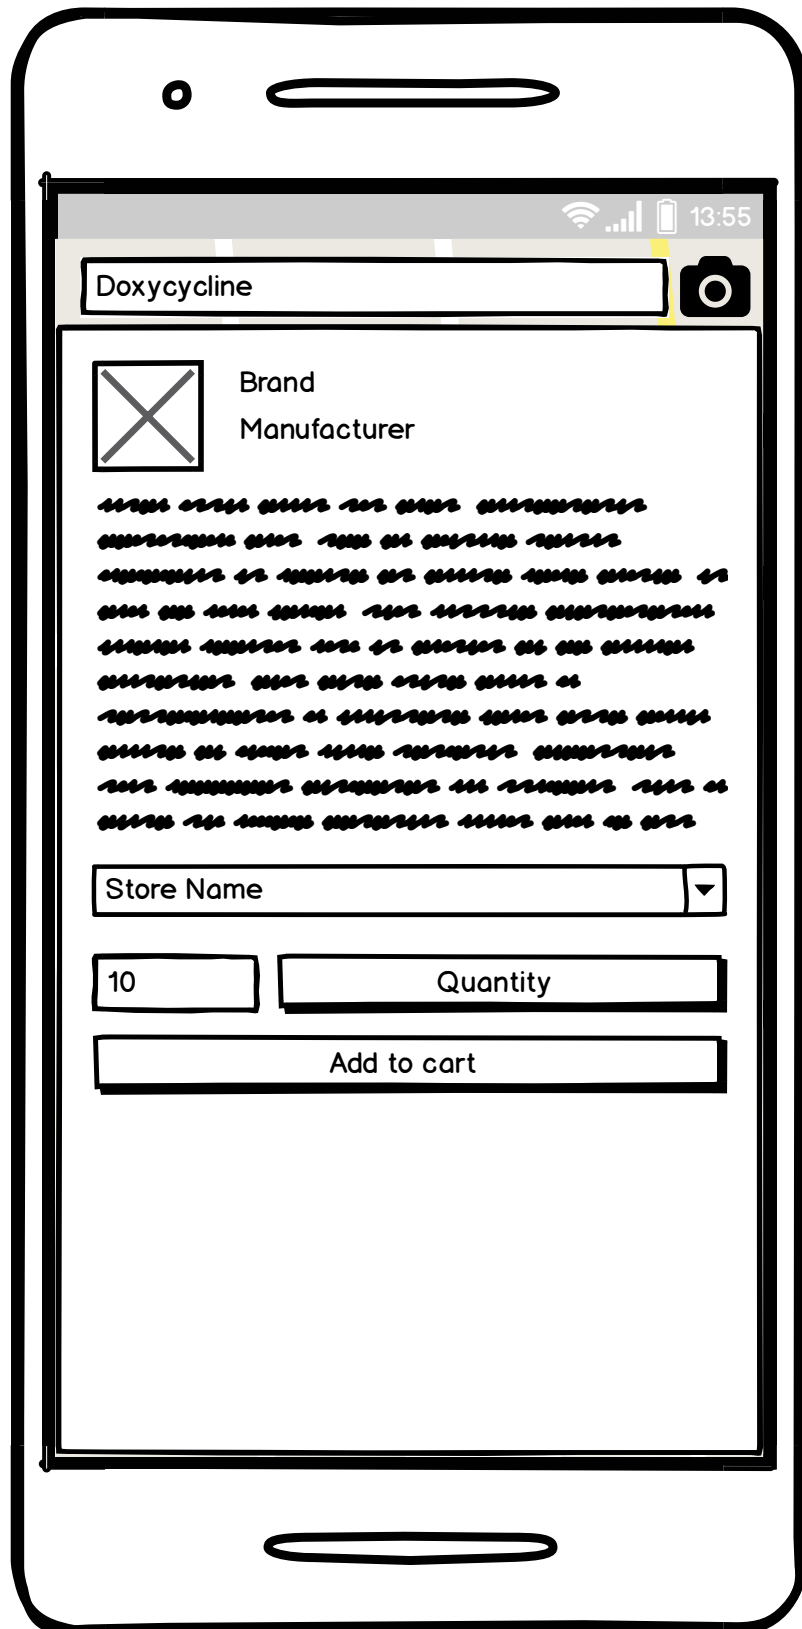 13:55
Doxycycline
Brand
Manufacturer
Store Name
10
Quantity
Add to cart